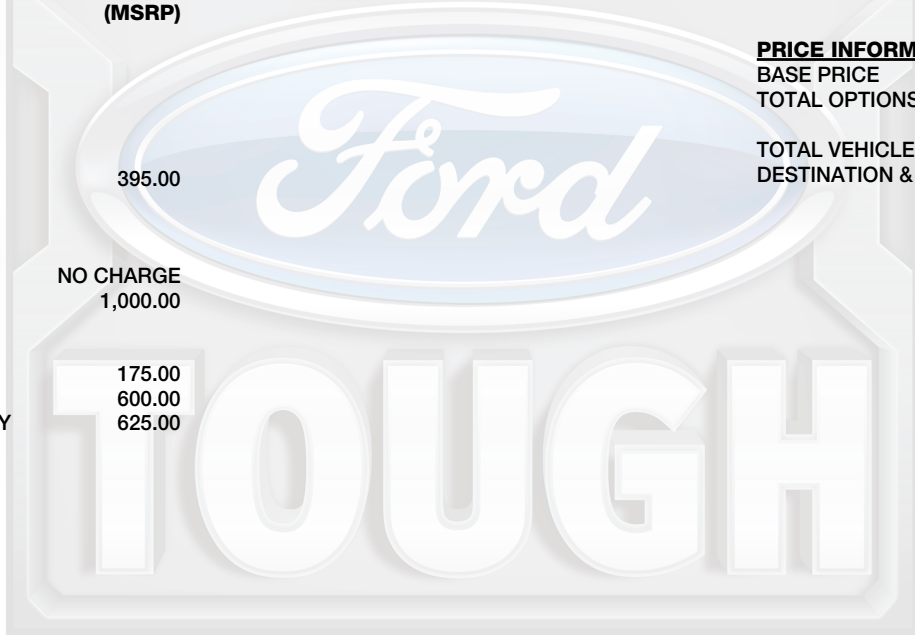 (MSRP)
PRICE INFORM
BASE PRICE
TOTAL OPTIONS
TOTAL VEHICLE
DESTINATION &
395.00
NO CHARGE
1,000.00
175.00
600.00
Y 625.00
Ford
TOUGH